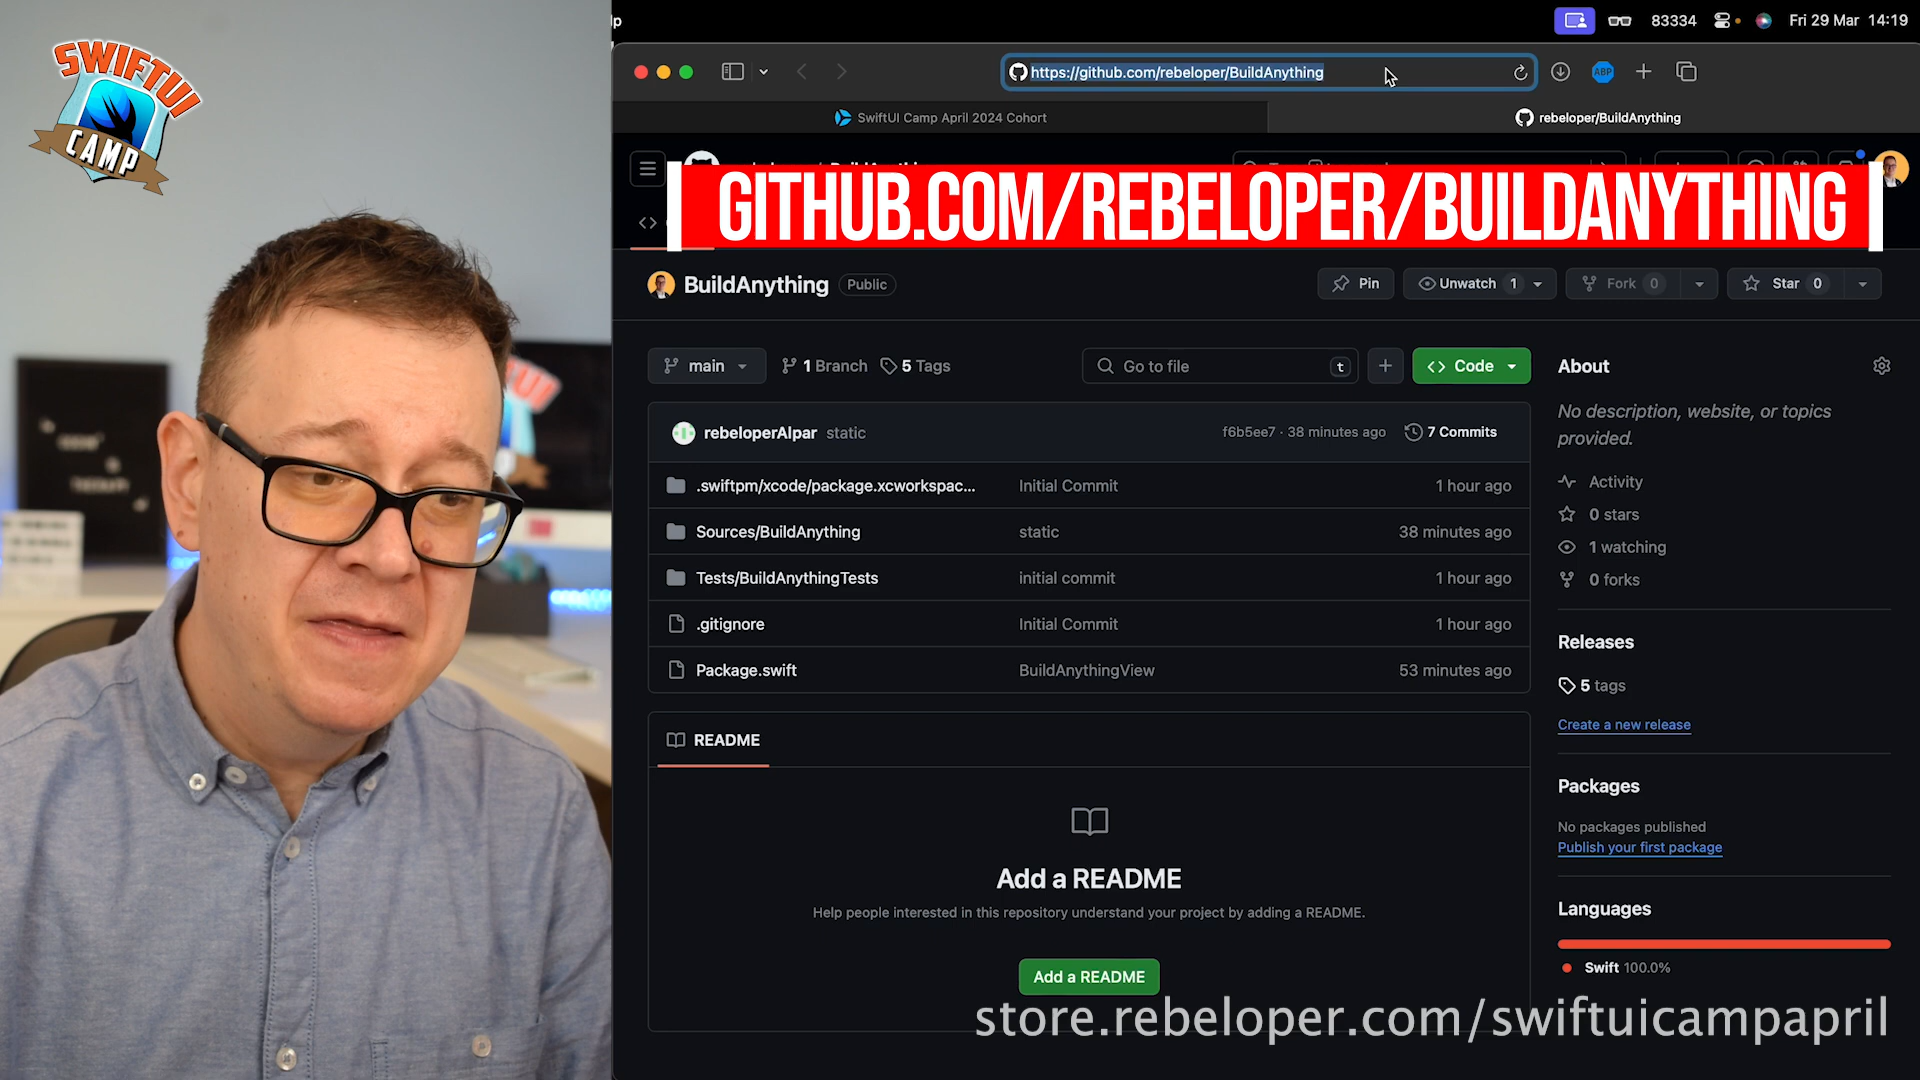 SWIFTUI
CAMP
lp
83334
Fri 29 Mar 14:19
https://github.com/rebeloper/BuildAnything
ABP
SwiftUI Camp April 2024 Cohort
rebeloper/BuildAnything
GITHUB.COM/REBELOPER/BUILDANYTHING
BuildAnything Public
Pin
Unwatch 1
Fork 0
Star 0
main
1 Branch
5 Tags
Go to file
t
Code
rebeloperAlpar static
f6b5ee7 · 38 minutes ago
7 Commits
.swiftpm/xcode/package.xcworkspac... Initial Commit 1 hour ago
Sources/BuildAnything static 38 minutes ago
Tests/BuildAnythingTests initial commit 1 hour ago
.gitignore Initial Commit 1 hour ago
Package.swift BuildAnythingView 53 minutes ago
README
Add a README
Help people interested in this repository understand your project by adding a README.
Add a README
About
No description, website, or topics
provided.
Activity
0 stars
1 watching
0 forks
Releases
5 tags
Create a new release
Packages
No packages published
Publish your first package
Languages
Swift 100.0%
store.rebeloper.com/swiftuicampapril